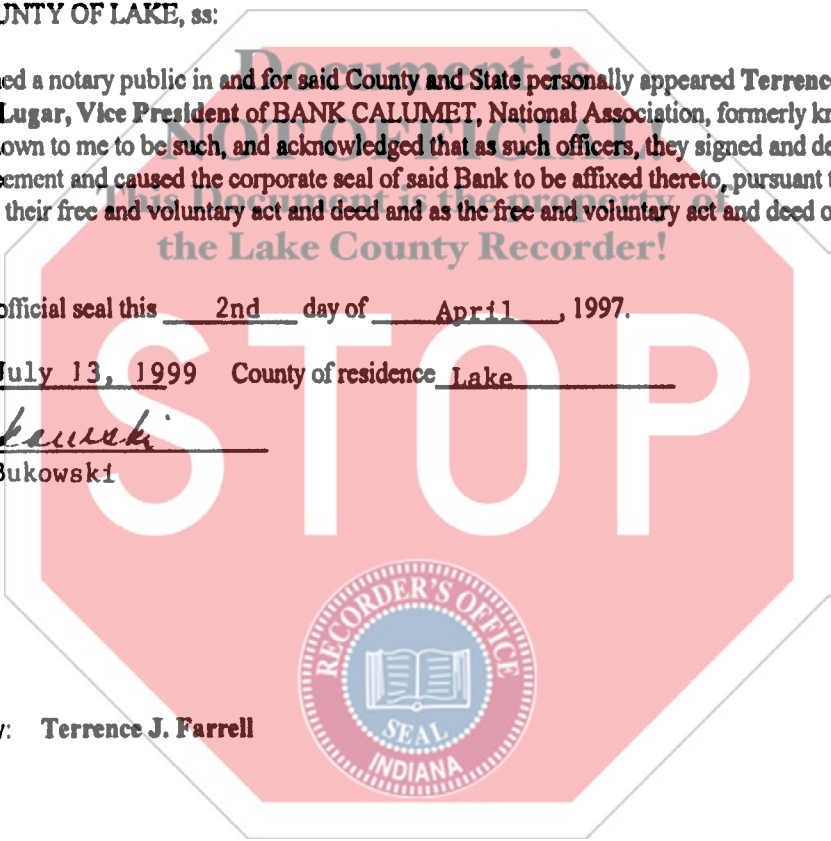 UNTY OF LAKE, ss:
Document is
ed a notary public in and for said County and State personally appeared Terrence
Lugar, Vice President of BANK CALUMET, National Association, formerly kn
NOT OFFICIAL!
own to me to be such, and acknowledged that as such officers, they signed and de
ement and caused the corporate seal of said Bank to be affixed thereto, pursuant t
This Document is the property of
their free and voluntary act and deed and as the free and voluntary act and deed o
the Lake County Recorder!
official seal this 2nd day of April, 1997.
July 13, 1999 County of residence Lake
STOP
kowski
Bukowski
RECORDER'S OFFICE
SEAL
INDIANA
y: Terrence J. Farrell